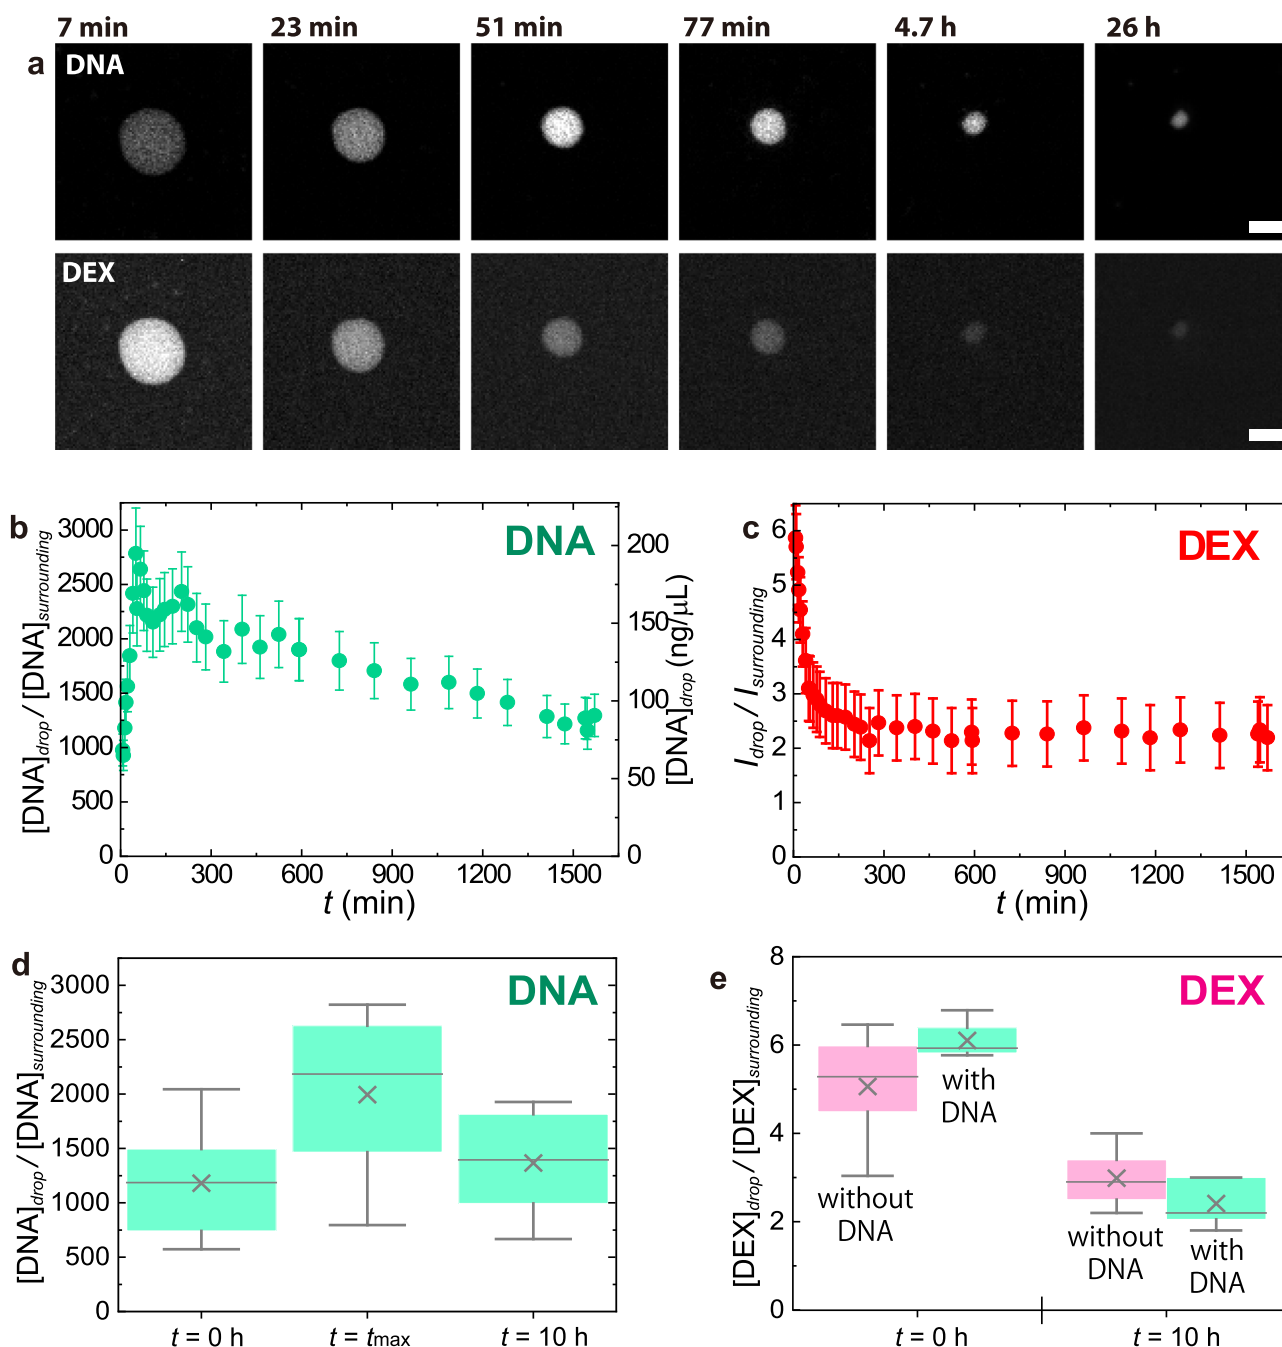 7 min 23 min 51 min 77 min 4.7 h 26 h
a DNA
DEX
b DNA
[DNA]drop / [DNA]surrounding
3000
2500
2000
1500
1000
500
0
200
150
100
50
0
[DNA]drop (ng/μL)
0 300 600 900 1200 1500
t (min)
c DEX
Idrop / Isurrounding
6
5
4
3
2
1
0
0 300 600 900 1200 1500
t (min)
d DNA
[DNA]drop / [DNA]surrounding
3000
2500
2000
1500
1000
500
0
t = 0 h t = tmax t = 10 h
e DEX
[DEX]drop / [DEX]surrounding
8
6
4
2
0
without
DNA
with
DNA
without
DNA
with
DNA
t = 0 h t = 10 h